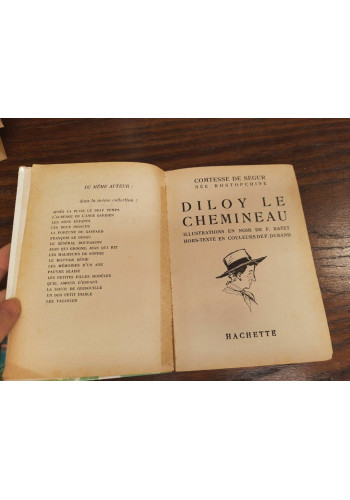 DU MÊME AUTEUR :
dans la même collection :
APRÈS LA PLUIE LE BEAU TEMPS
L'AUBERGE DE L'ANGE GARDIEN
LES BONS ENFANTS
LES DEUX NIGAUDS
LA FORTUNE DE GASPARD
FRANÇOIS LE BOSSU
LE GÉNÉRAL DOURAKINE
JEAN QUI GROGNE, JEAN QUI RIT
LES MALHEURS DE SOPHIE
LE MAUVAIS GÉNIE
LES MÉMOIRES D'UN ANE
PAUVRE BLAISE
LES PETITES FILLES MODÈLES
QUEL AMOUR D'ENFANT
LA SŒUR DE GRIBOUILLE
UN BON PETIT DIABLE
LES VACANCES
COMTESSE DE SÉGUR
NÉE ROSTOPCHINE
DILOY LE
CHEMINEAU
ILLUSTRATIONS EN NOIR DE F. BATET
HORS-TEXTE EN COULEURS DE P. DURAND
HACHETTE